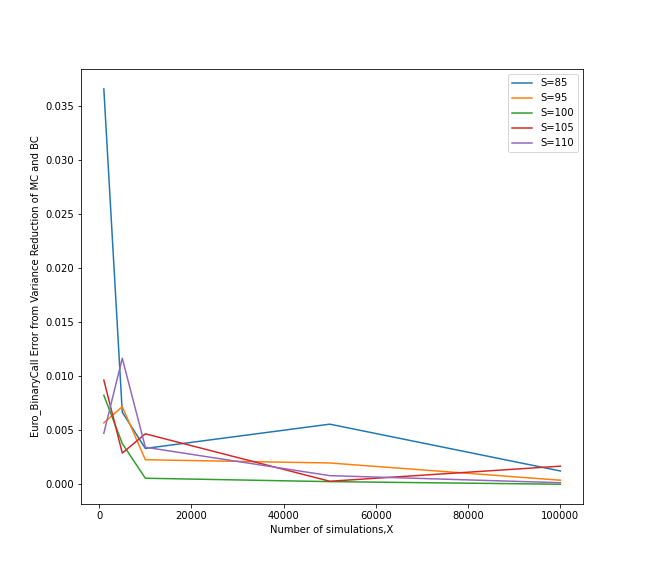 S=85
S=95
S=100
S=105
S=110
0.035
0.030
0.025
0.020
0.015
0.010
0.005
0.000
Euro_BinaryCall Error from Variance Reduction of MC and BC
0
20000
40000
60000
80000
100000
Number of simulations,X